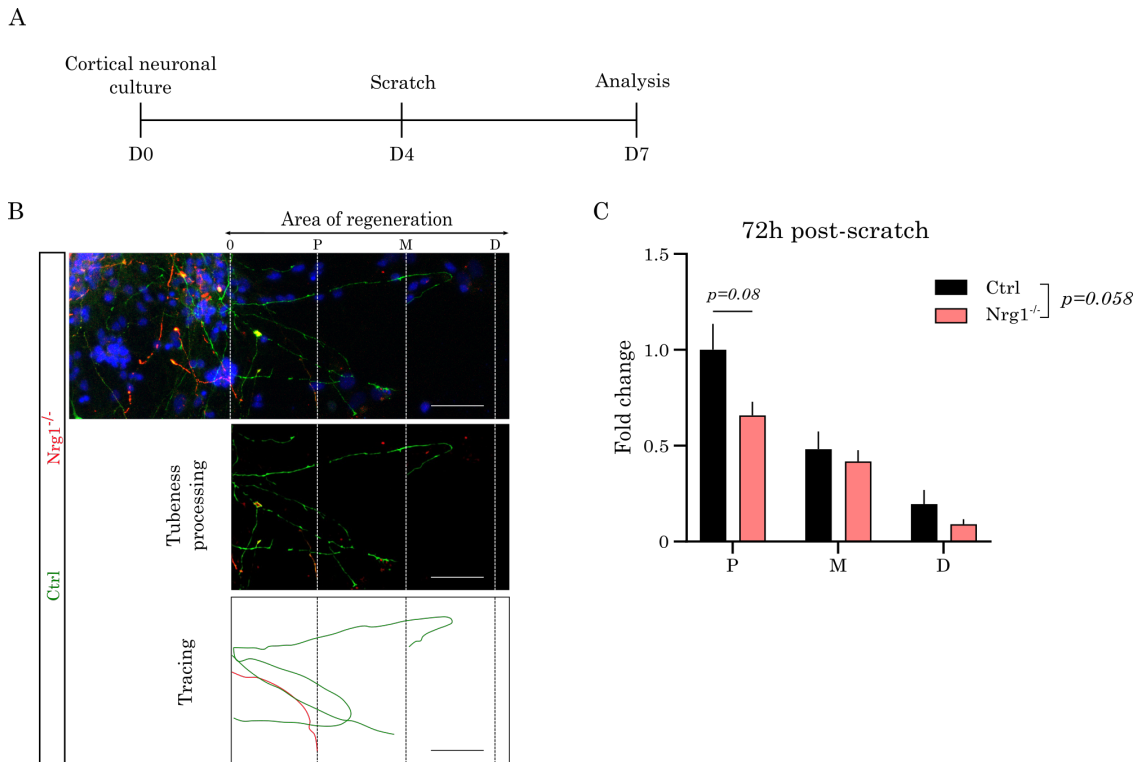 A
Cortical neuronal
culture
Scratch
Analysis
D0
D4
D7
B
Area of regeneration
0
P
M
D
Nrg1-/-
Ctrl
Tubeness
processing
Tracing
C
72h post-scratch
Fold change
1.5
1.0
0.5
0
p=0.08
Ctrl
Nrg1-/-
p=0.058
P
M
D